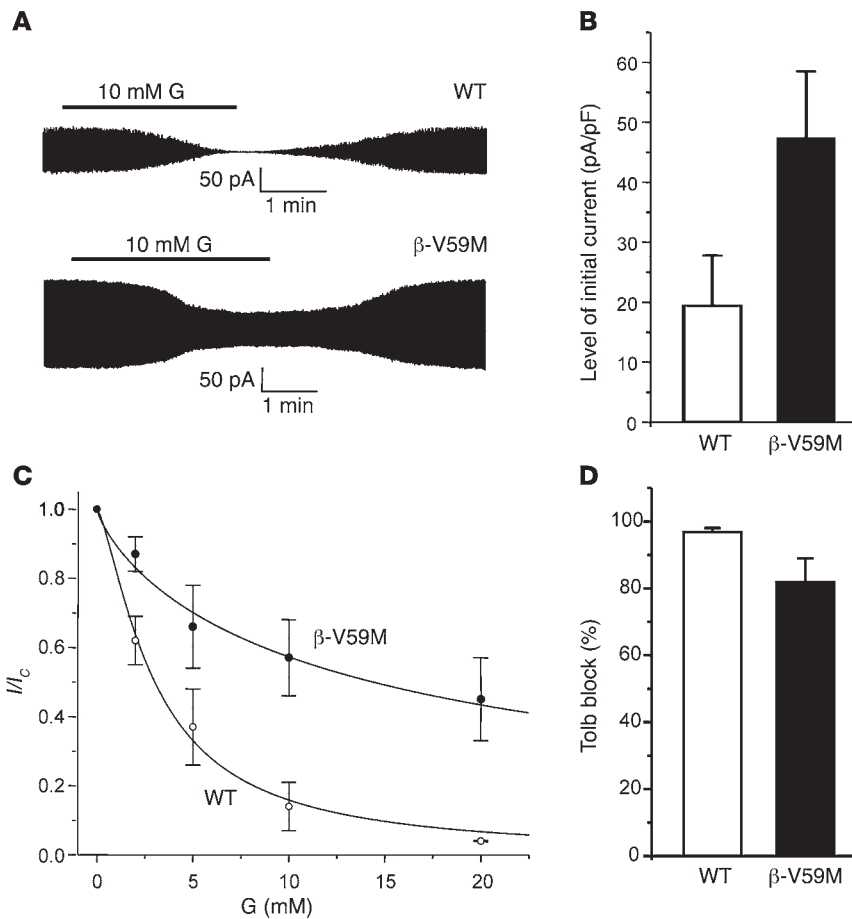 A
10 mM G
WT
50 pA
1 min
10 mM G
β-V59M
50 pA
1 min
B
Level of initial current (pA/pF)
60
50
40
30
20
10
0
WT
β-V59M
C
I/I_C
1.0
0.8
0.6
0.4
0.2
0.0
β-V59M
WT
0
5
10
15
20
G (mM)
D
Tolb block (%)
100
80
60
40
20
0
WT
β-V59M